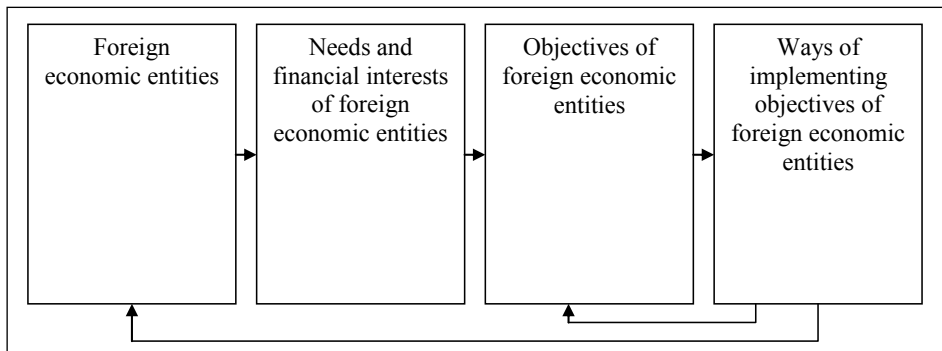 Foreign
economic entities
Needs and
financial interests
of foreign
economic entities
Objectives of
foreign economic
entities
Ways of
implementing
objectives of
foreign economic
entities